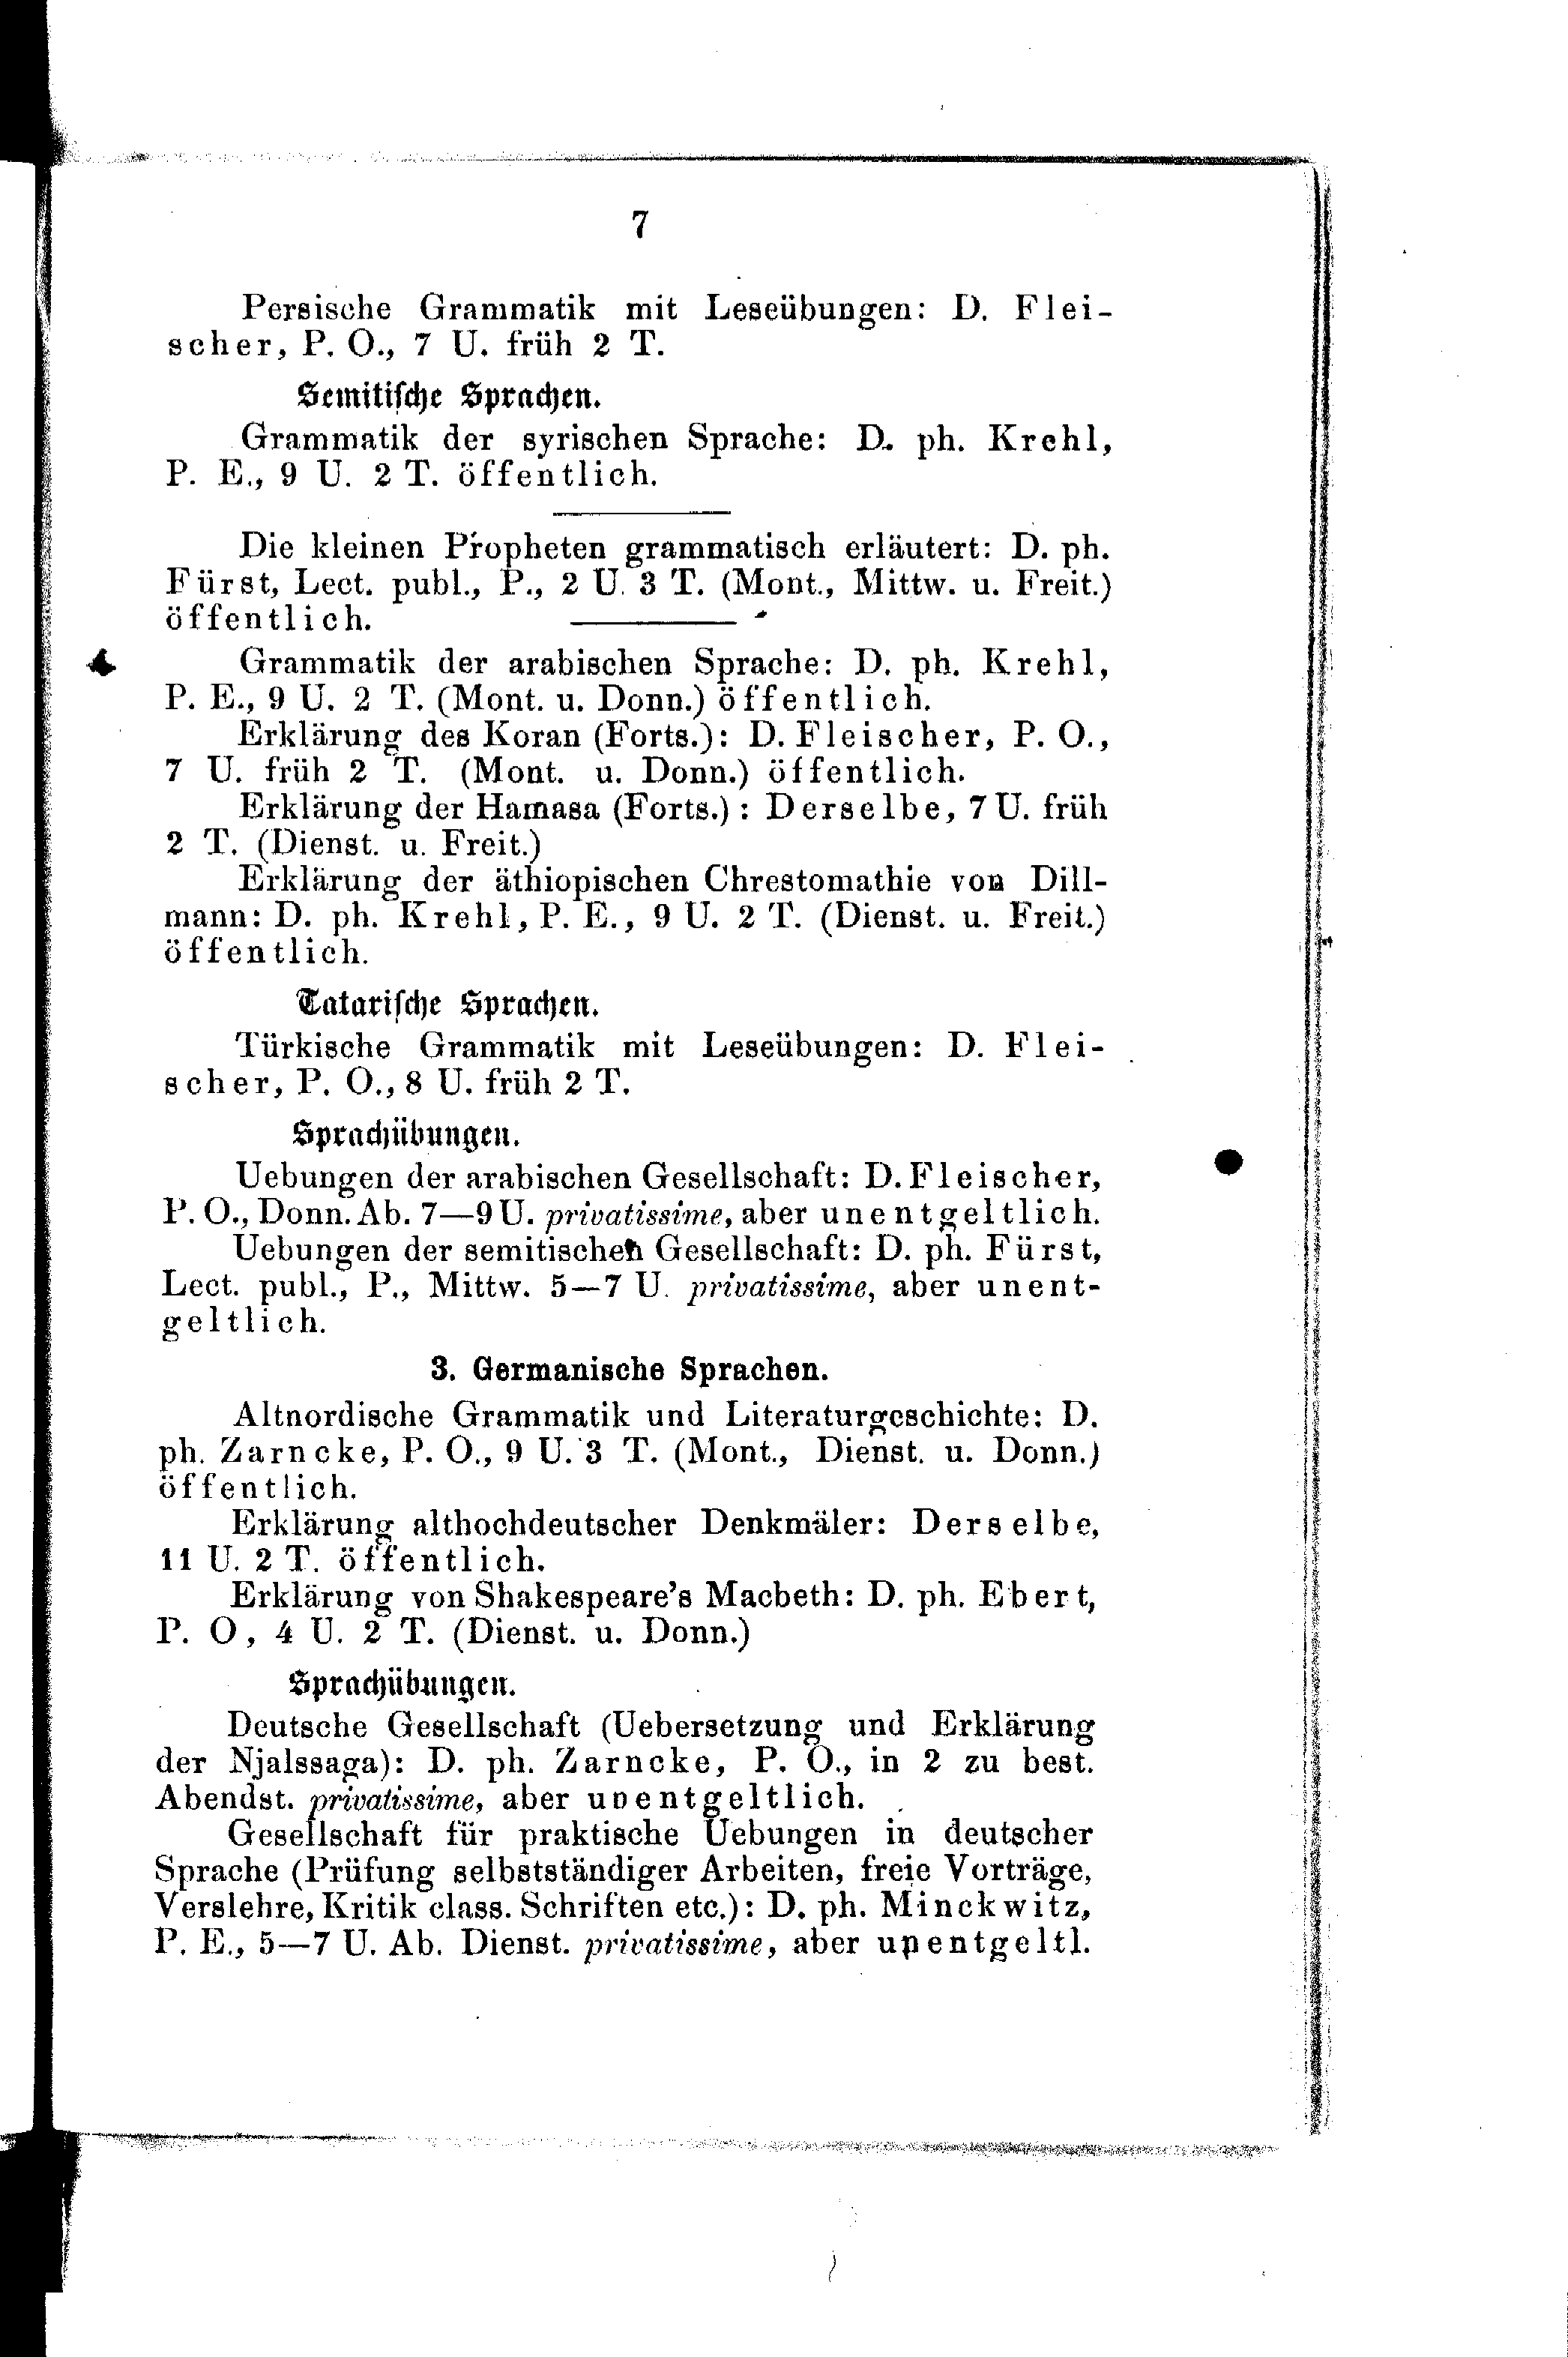 7
Persische Grammatik mit Leseübungen: D. Flei-
scher, P. O., 7 U. früh 2 T.
Semitische Sprachen.
Grammatik der syrischen Sprache: D. ph. Krehl,
P. E., 9 U. 2 T. öffentlich.
Die kleinen Propheten grammatisch erläutert: D. ph.
Fürst, Lect. publ., P., 2 U. 3 T. (Mont., Mittw. u. Freit.)
öffentlich.
Grammatik der arabischen Sprache: D. ph. Krehl,
P. E., 9 U. 2 T. (Mont. u. Donn.) öffentlich.
Erklärung des Koran (Forts.): D. Fleischer, P. O.,
7 U. früh 2 T. (Mont. u. Donn.) öffentlich.
Erklärung der Hamasa (Forts.): Derselbe, 7 U. früh
2 T. (Dienst. u. Freit.)
Erklärung der äthiopischen Chrestomathie von Dill-
mann: D. ph. Krehl, P. E., 9 U. 2 T. (Dienst. u. Freit.)
öffentlich.
Tatarische Sprachen.
Türkische Grammatik mit Leseübungen: D. Flei-
scher, P. O., 8 U. früh 2 T.
Sprachübungen.
Uebungen der arabischen Gesellschaft: D. Fleischer,
P. O., Donn. Ab. 7—9 U. privatissime, aber unentgeltlich.
Uebungen der semitischen Gesellschaft: D. ph. Fürst,
Lect. publ., P., Mittw. 5—7 U. privatissime, aber unent-
geltlich.
3. Germanische Sprachen.
Altnordische Grammatik und Literaturgeschichte: D.
ph. Zarncke, P. O., 9 U. 3 T. (Mont., Dienst. u. Donn.)
öffentlich.
Erklärung althochdeutscher Denkmäler: Derselbe,
11 U. 2 T. öffentlich.
Erklärung von Shakespeare's Macbeth: D. ph. Ebert,
P. O, 4 U. 2 T. (Dienst. u. Donn.)
Sprachübungen.
Deutsche Gesellschaft (Uebersetzung und Erklärung
der Njalssaga): D. ph. Zarncke, P. O., in 2 zu best.
Abendst. privatissime, aber unentgeltlich.
Gesellschaft für praktische Uebungen in deutscher
Sprache (Prüfung selbstständiger Arbeiten, freie Vorträge,
Verslehre, Kritik class. Schriften etc.): D. ph. Minckwitz,
P. E., 5—7 U. Ab. Dienst. privatissime, aber unentgeltl.